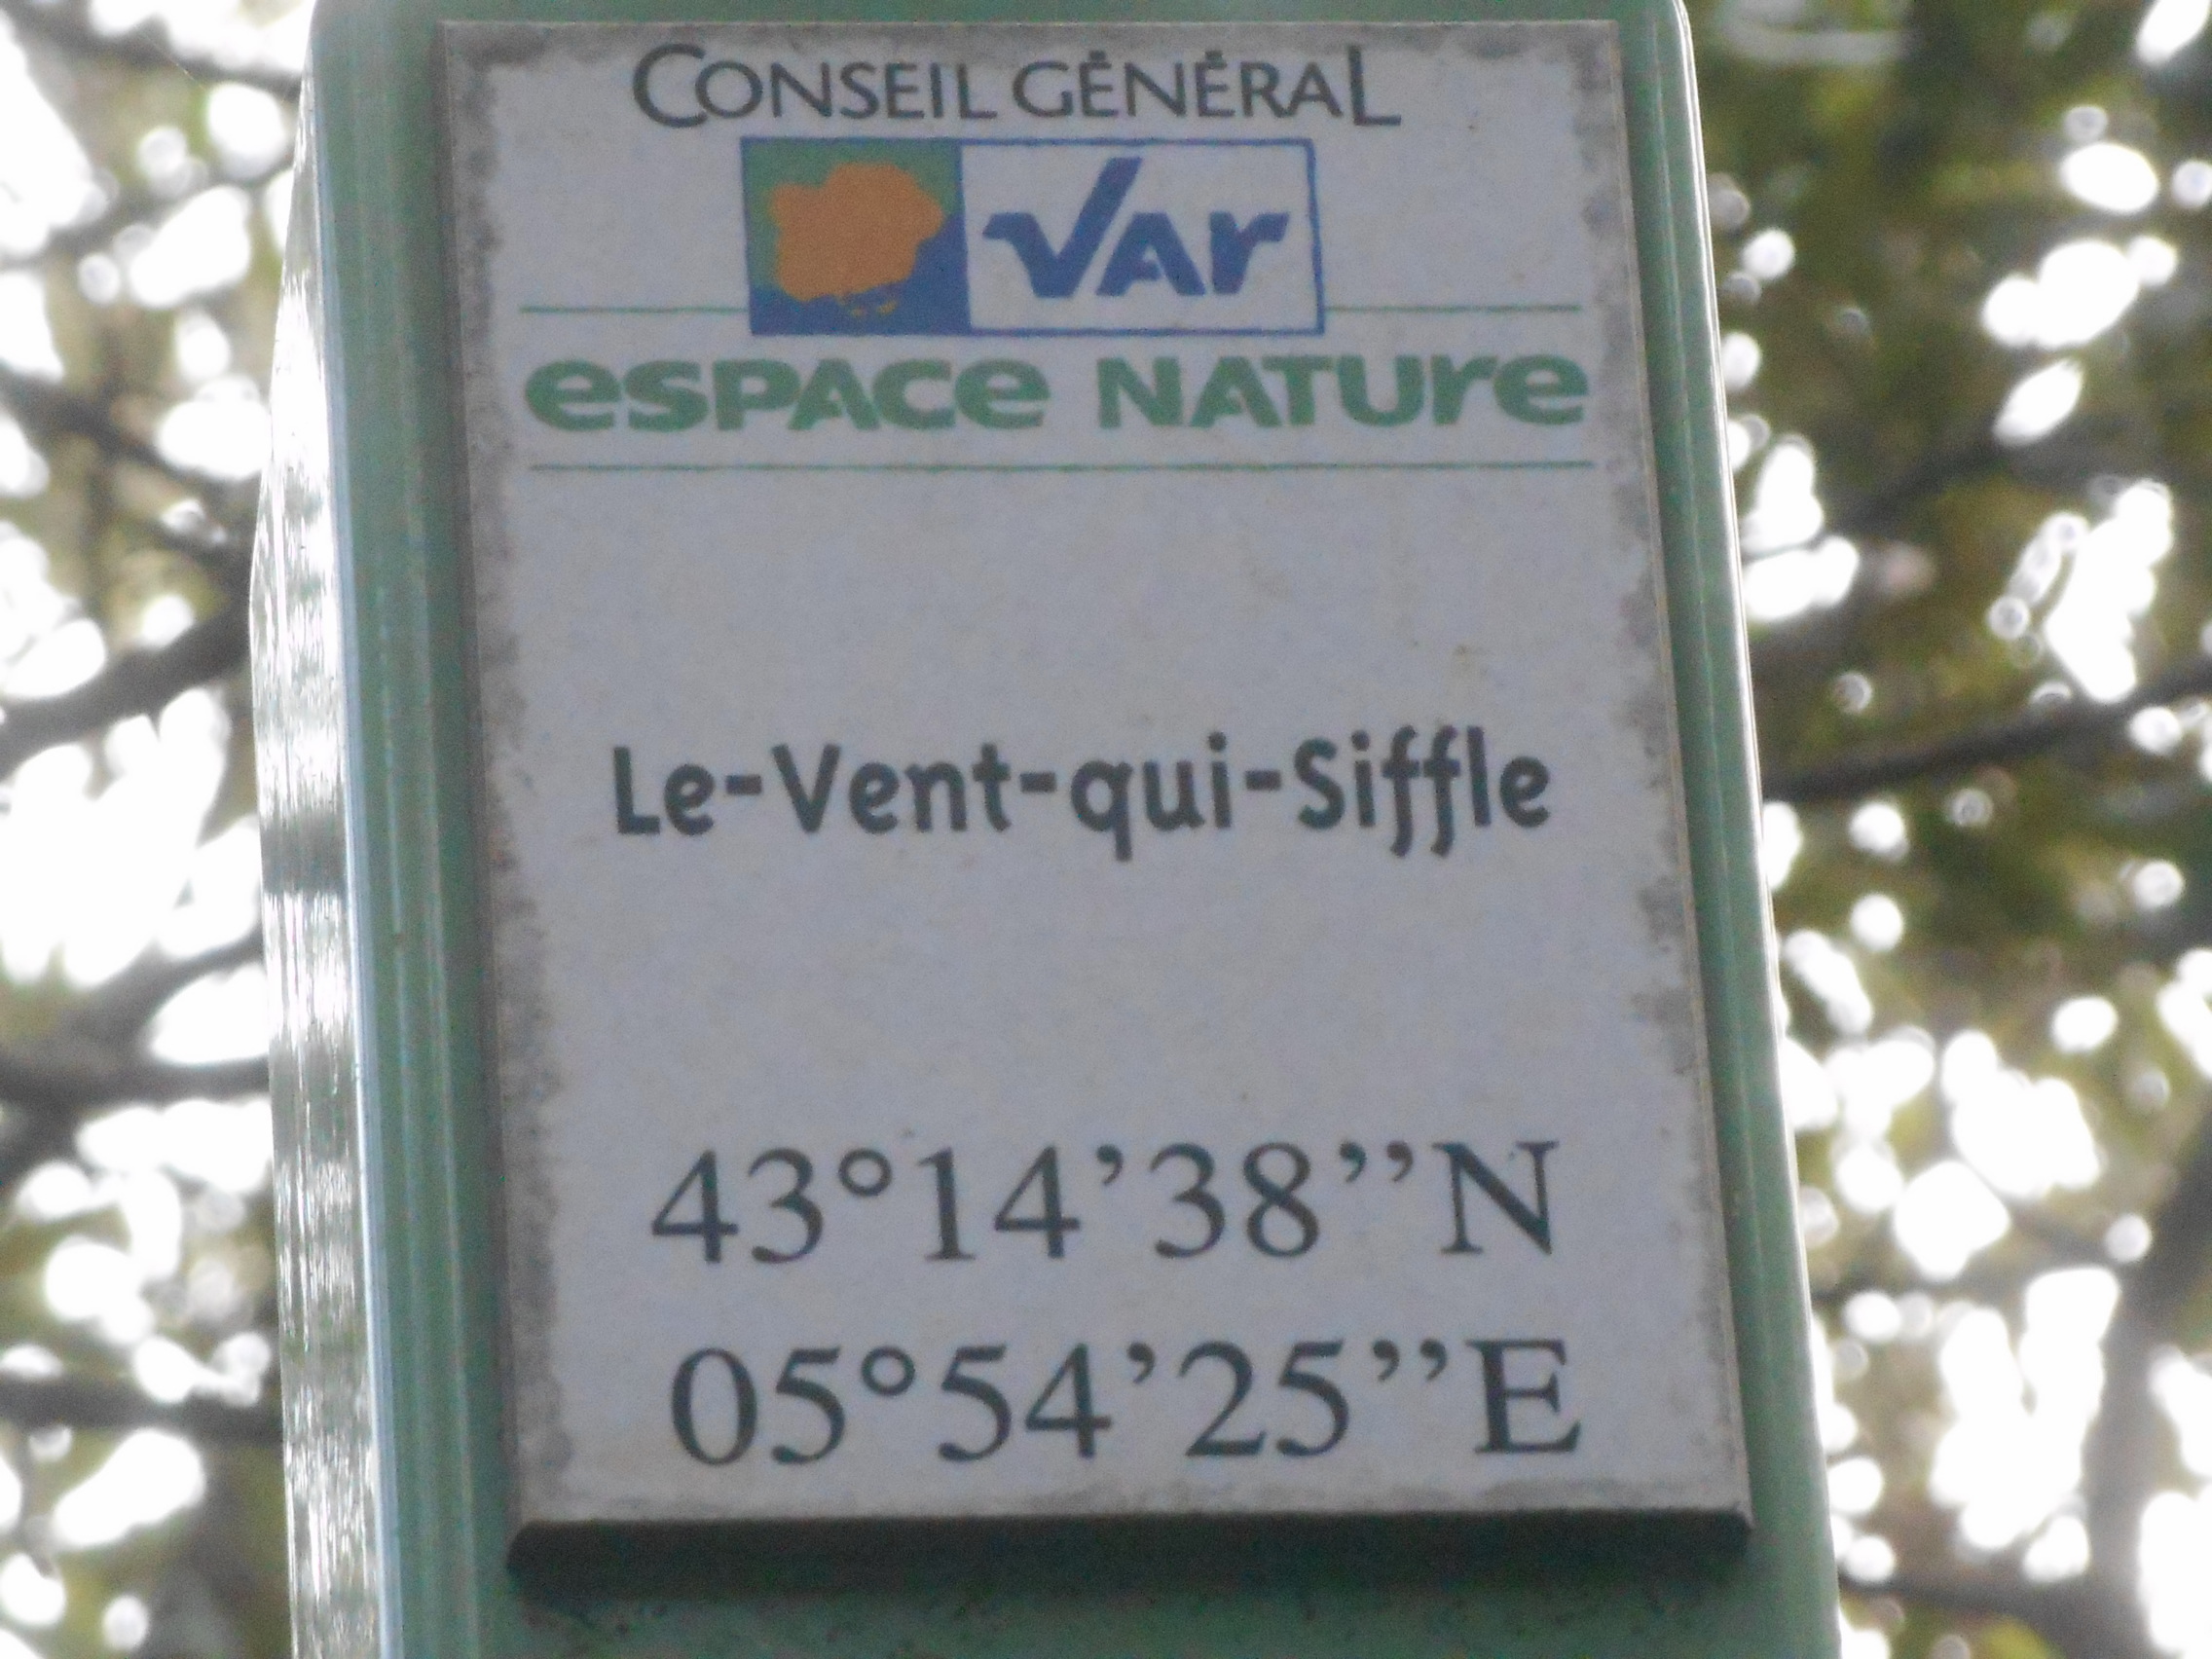 CONSEIL GÉNÉRAL
VAr
eSPACe NATUre
Le-Vent-qui-Siffle
43°14’38’’N
05°54’25’’E